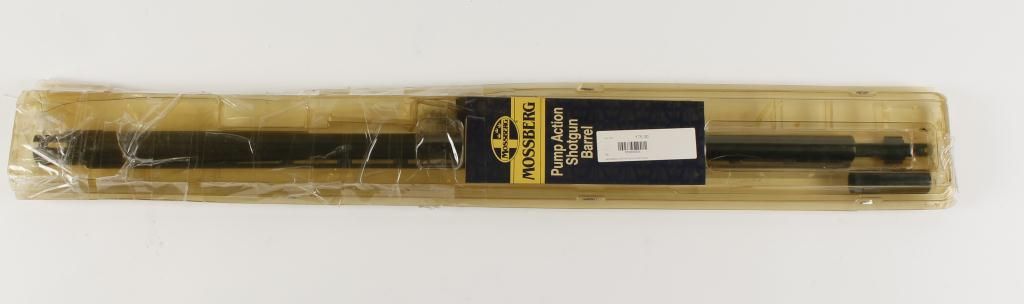 MOSSBERG
MOSSBERG
Pump Action
Shotgun
Barrel